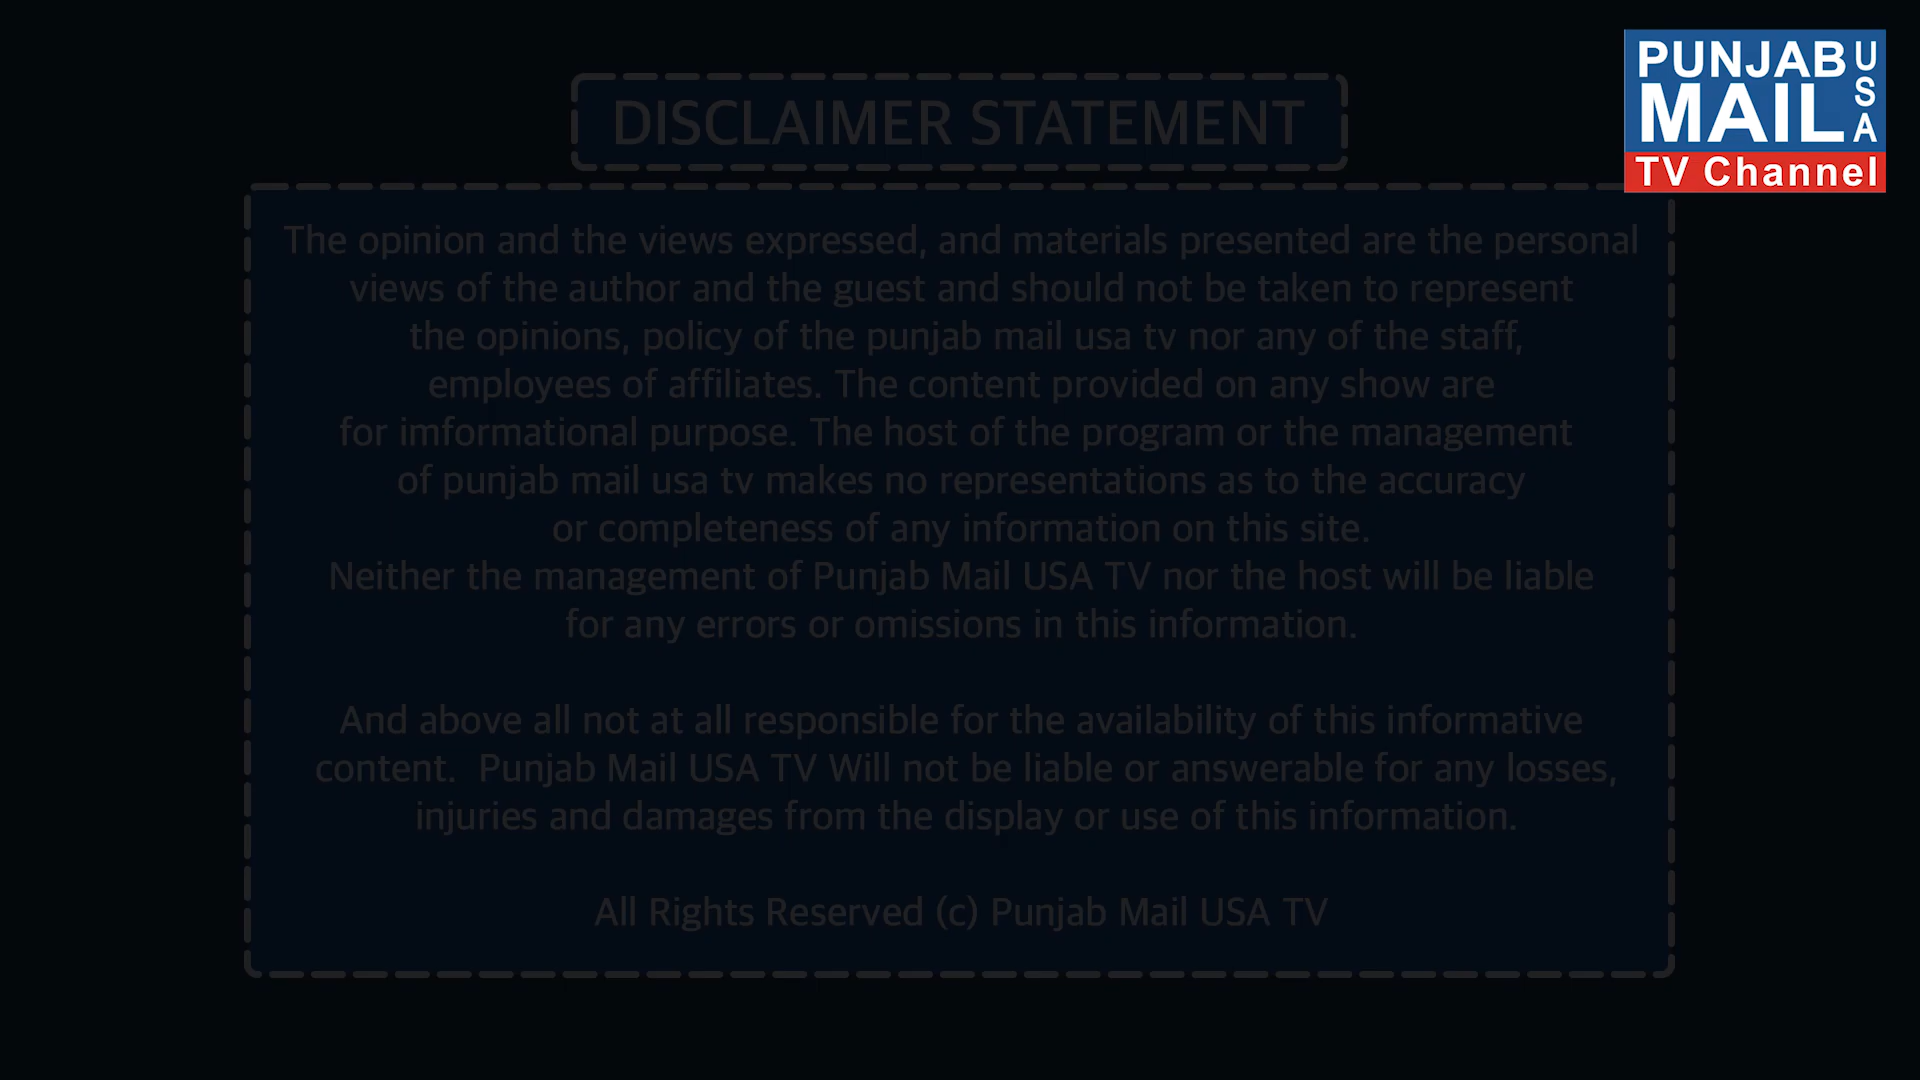 PUNJAB USA
MAIL
TV Channel
DISCLAIMER STATEMENT
The opinion and the views expressed, and materials presented are the personal
views of the author and the guest and should not be taken to represent
the opinions, policy of the punjab mail usa tv nor any of the staff,
employees of affiliates. The content provided on any show are
for imformational purpose. The host of the program or the management
of punjab mail usa tv makes no representations as to the accuracy
or completeness of any information on this site.
Neither the management of Punjab Mail USA TV nor the host will be liable
for any errors or omissions in this information.
And above all not at all responsible for the availability of this informative
content. Punjab Mail USA TV Will not be liable or answerable for any losses,
injuries and damages from the display or use of this information.
All Rights Reserved (c) Punjab Mail USA TV